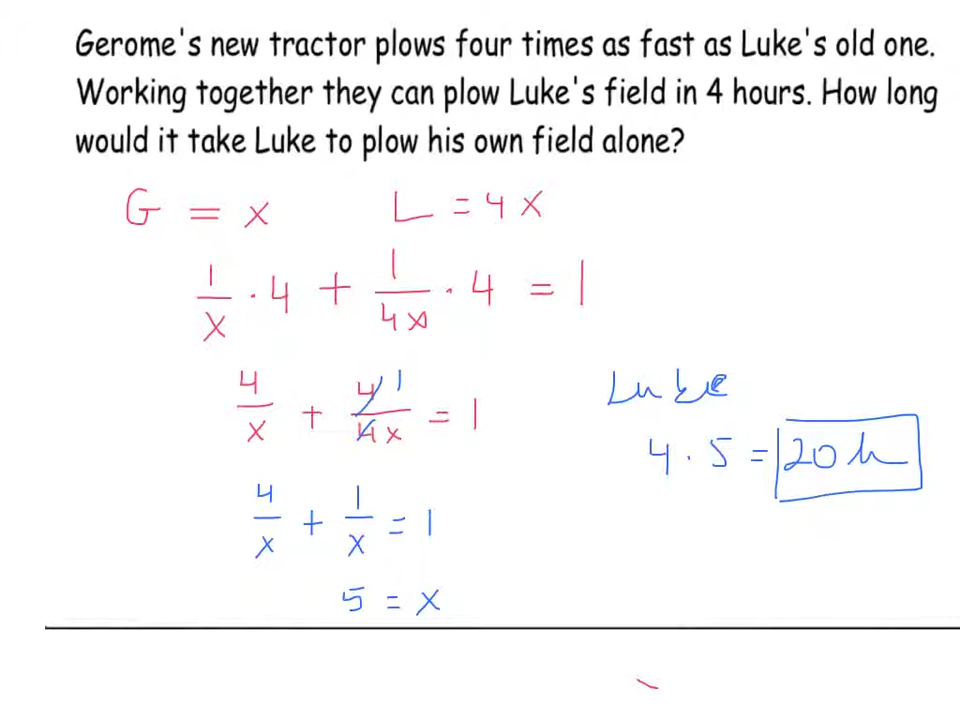 Gerome's new tractor plows four times as fast as Luke's old one.
Working together they can plow Luke's field in 4 hours. How long
would it take Luke to plow his own field alone?
G = x L = 4x
1/x · 4 + 1/4x · 4 = 1
4/x + 4/4x 1 = 1
Luke
4 · 5 = 20 h
4/x + 1/x = 1
5 = x